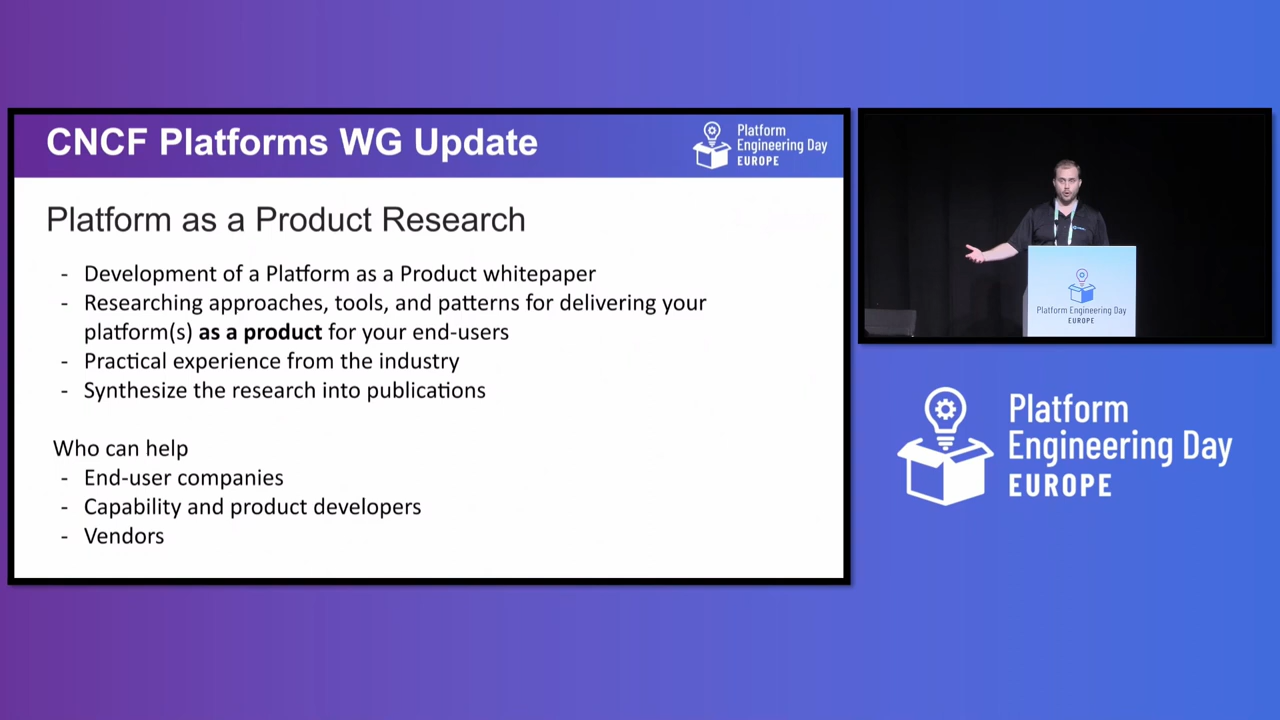 CNCF Platforms WG Update
Platform
Engineering Day
EUROPE
Platform as a Product Research
- Development of a Platform as a Product whitepaper
- Researching approaches, tools, and patterns for delivering your
platform(s) as a product for your end-users
- Practical experience from the industry
- Synthesize the research into publications
Who can help
- End-user companies
- Capability and product developers
- Vendors
Platform Engineering Day
EUROPE
Platform
Engineering Day
EUROPE